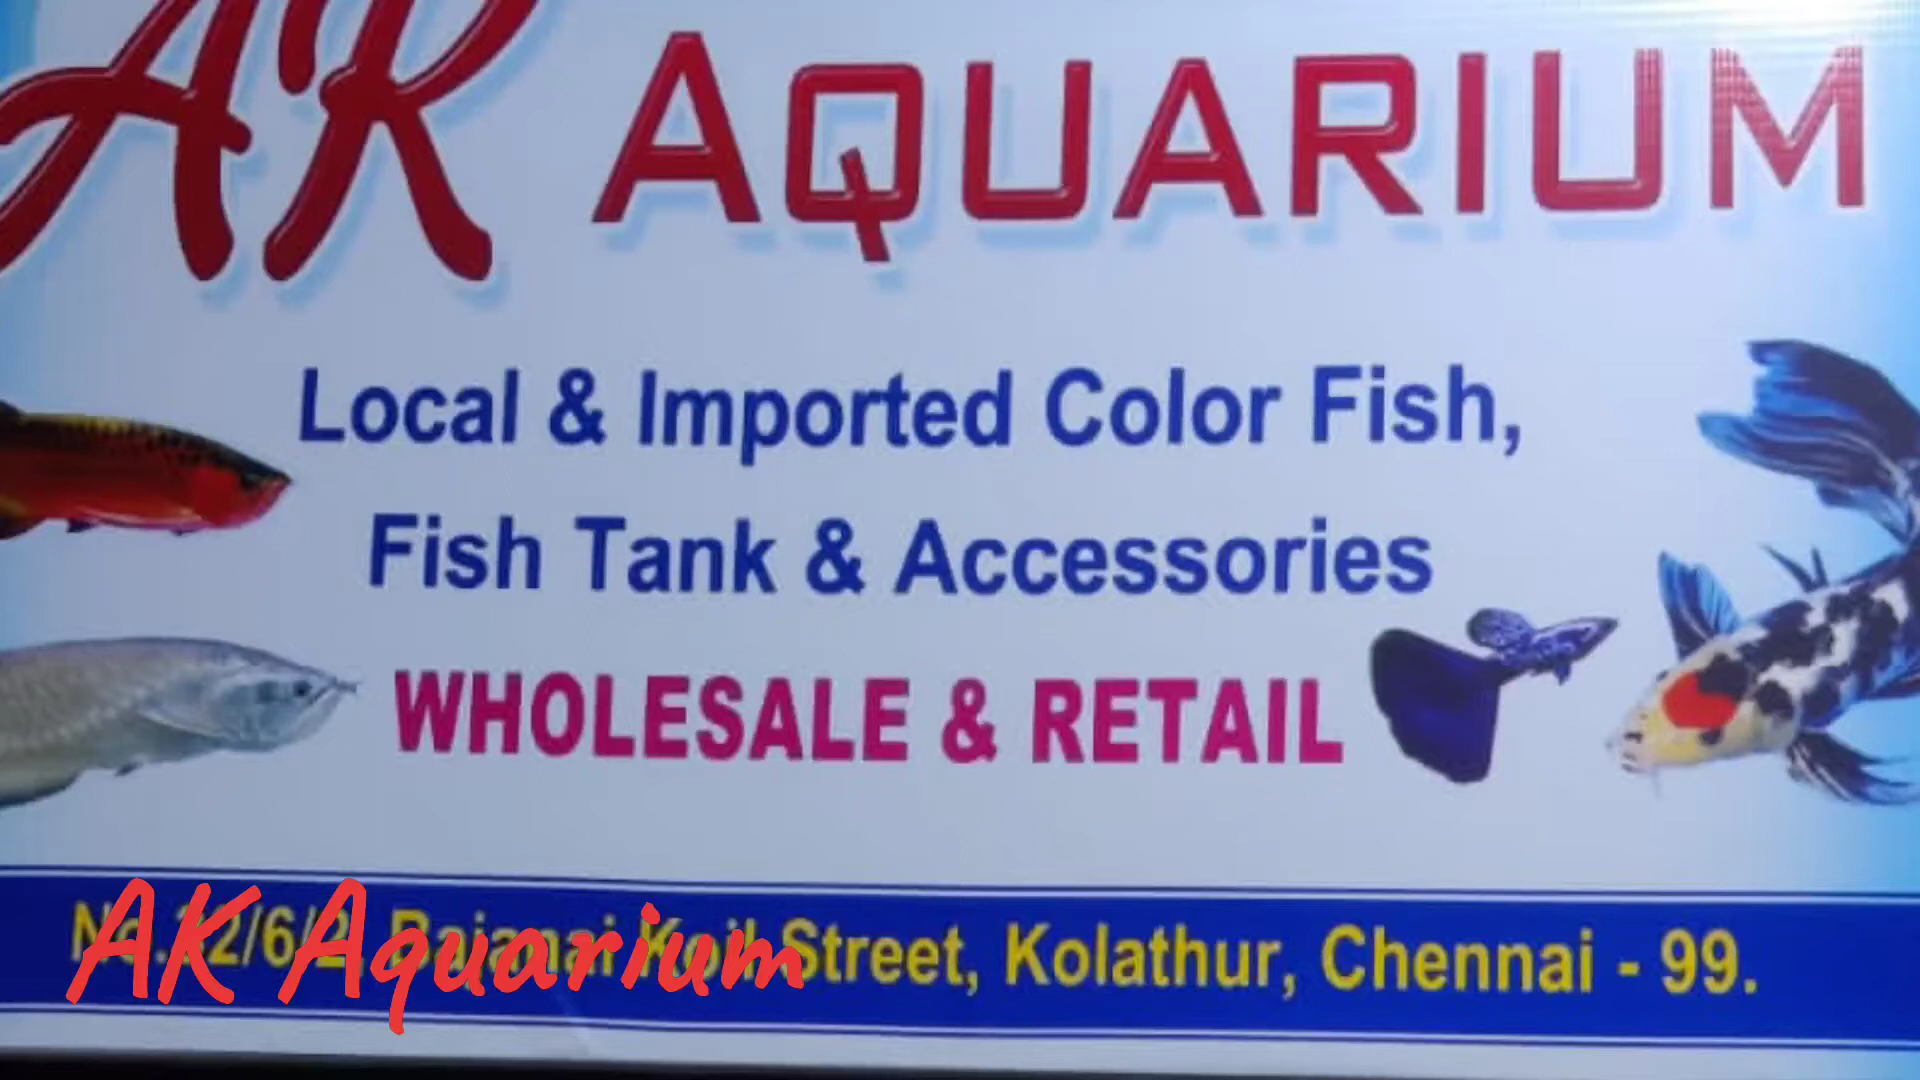 AK AQUARIUM
Local & Imported Color Fish,
Fish Tank & Accessories
WHOLESALE & RETAIL
Street, Kolathur, Chennai - 99.
AK Aquarium